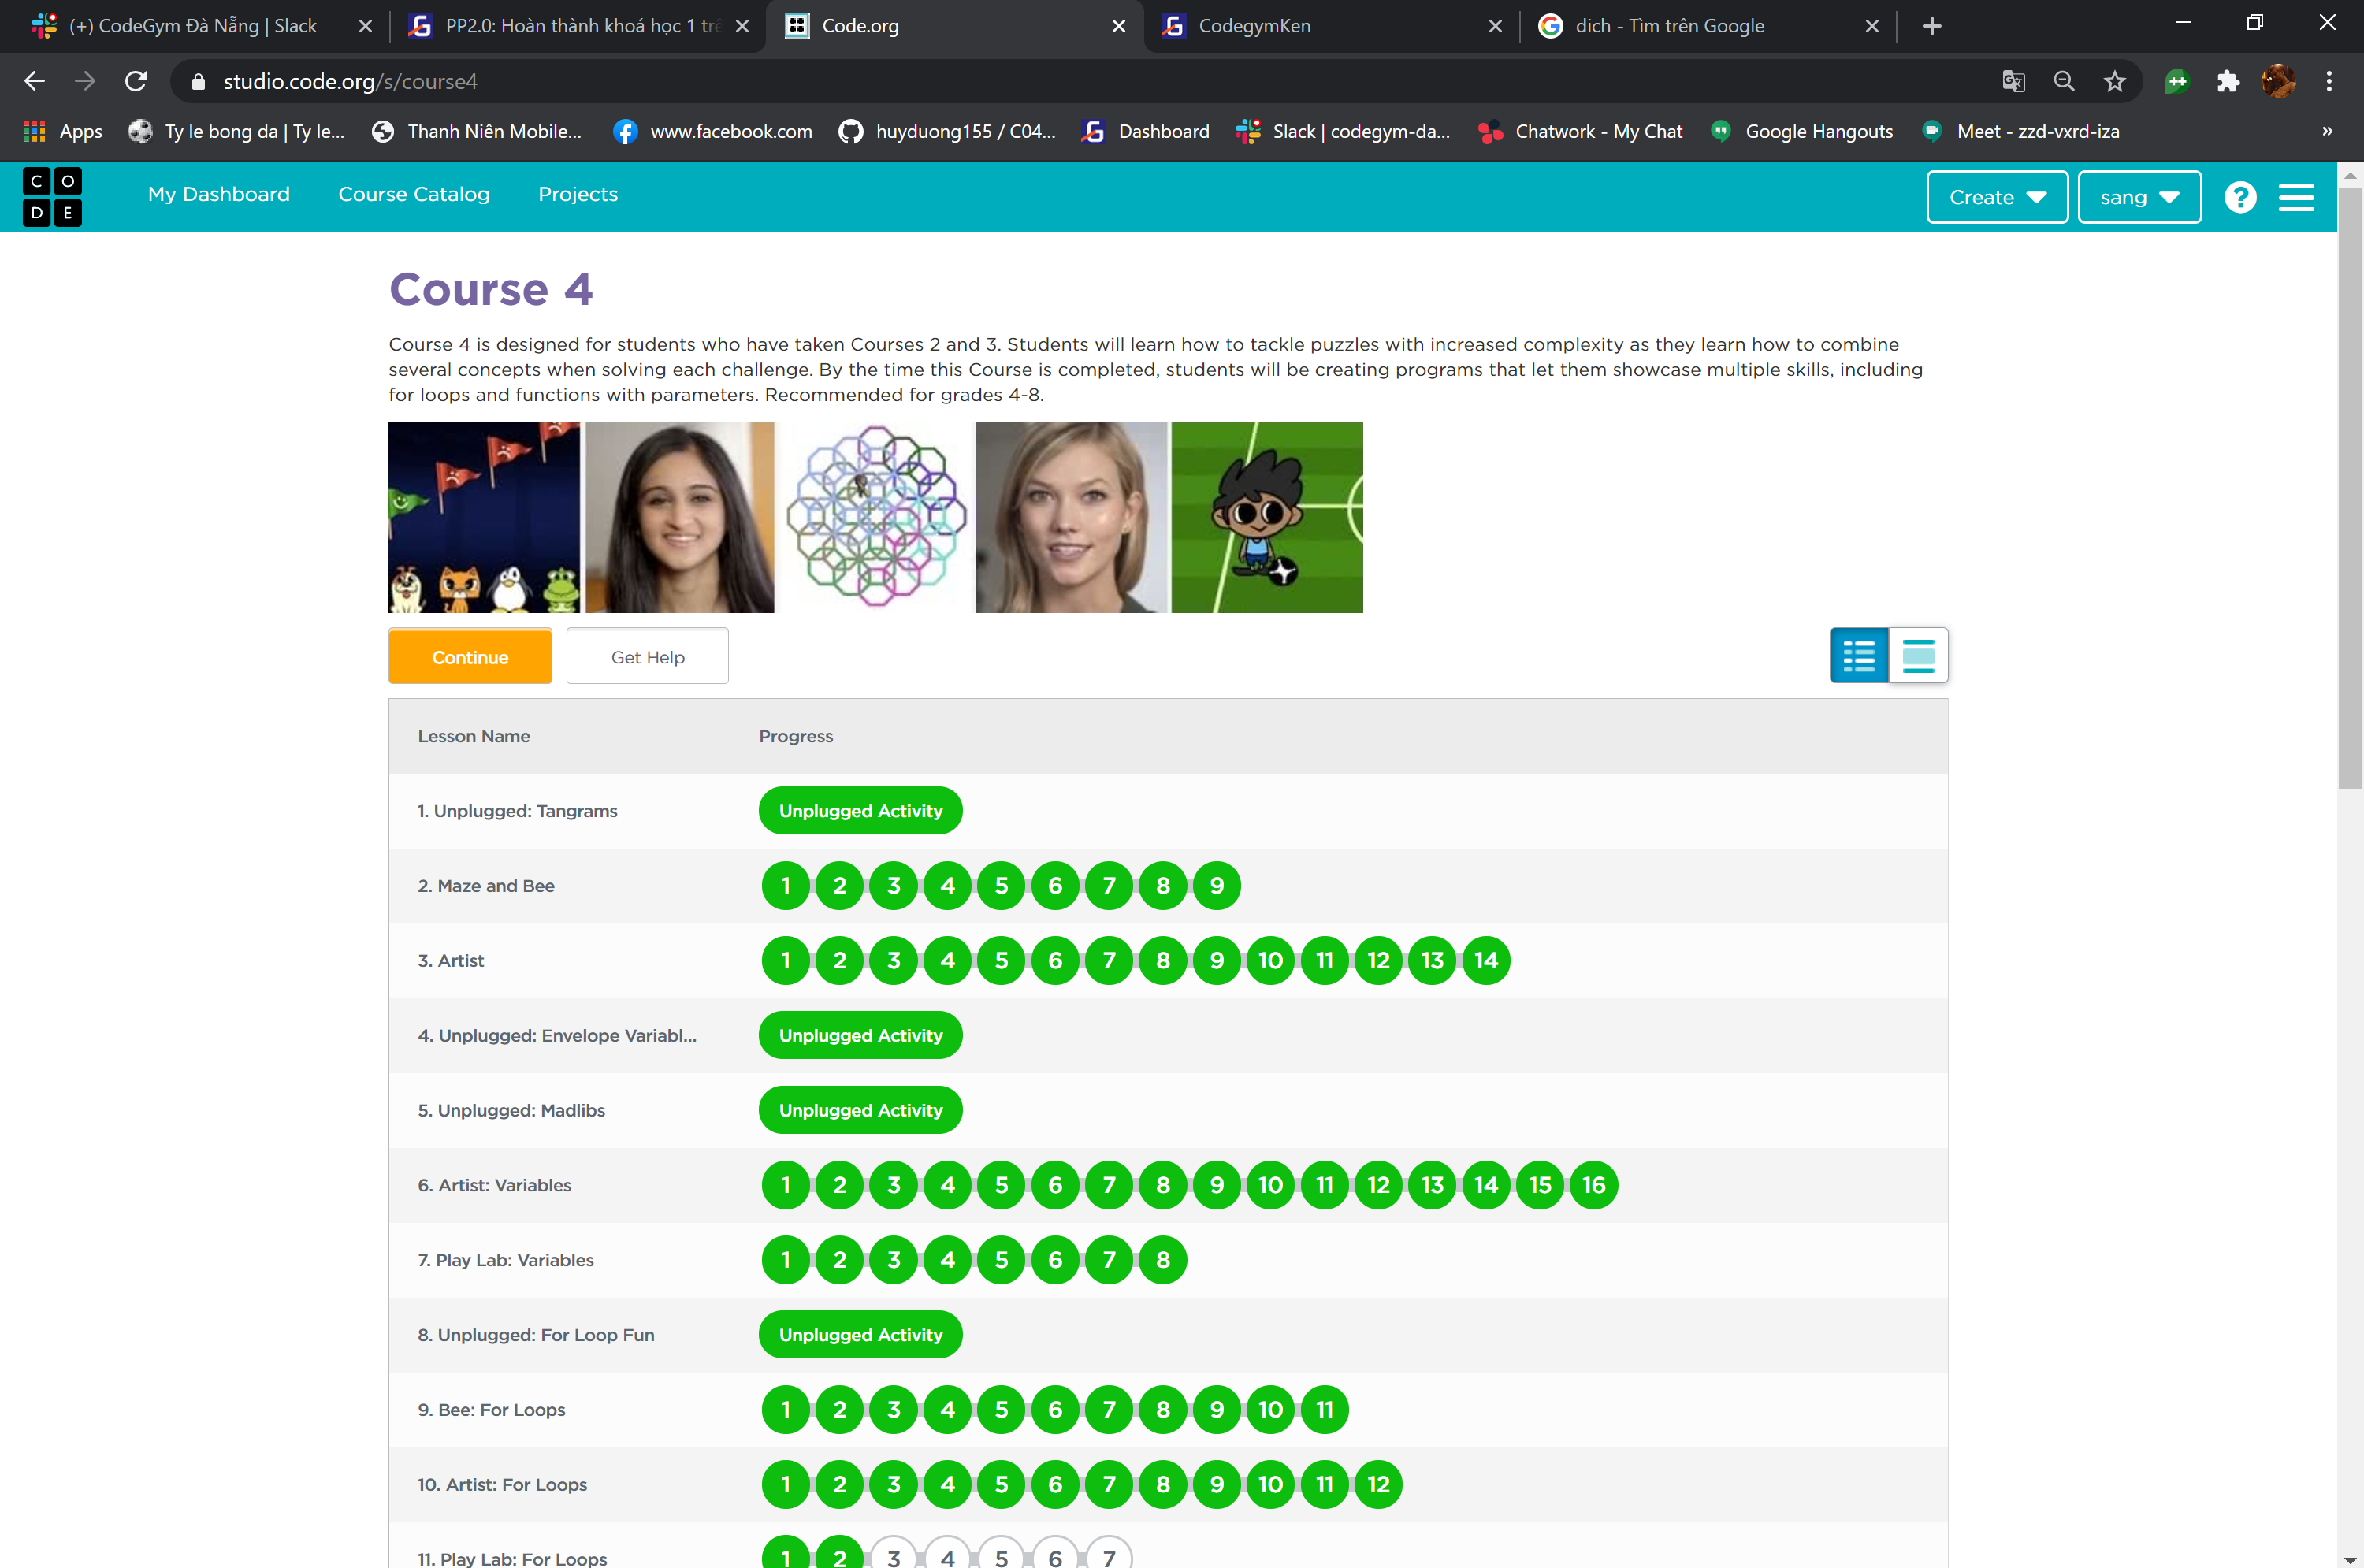 (+) CodeGym Đà Nẵng | Slack
PP2.0: Hoàn thành khoá học 1 trê
Code.org
CodegymKen
dich - Tìm trên Google
studio.code.org/s/course4
Apps
Ty le bong da | Ty le...
Thanh Niên Mobile...
www.facebook.com
huyduong155 / C04...
Dashboard
Slack | codegym-da...
Chatwork - My Chat
Google Hangouts
Meet - zzd-vxrd-iza
»
C O
D E
My Dashboard
Course Catalog
Projects
Create
sang
?
Course 4
Course 4 is designed for students who have taken Courses 2 and 3. Students will learn how to tackle puzzles with increased complexity as they learn how to combine
several concepts when solving each challenge. By the time this Course is completed, students will be creating programs that let them showcase multiple skills, including
for loops and functions with parameters. Recommended for grades 4-8.
Continue
Get Help
Lesson Name Progress
1. Unplugged: Tangrams Unplugged Activity
2. Maze and Bee 1 2 3 4 5 6 7 8 9
3. Artist 1 2 3 4 5 6 7 8 9 10 11 12 13 14
4. Unplugged: Envelope Variabl... Unplugged Activity
5. Unplugged: Madlibs Unplugged Activity
6. Artist: Variables 1 2 3 4 5 6 7 8 9 10 11 12 13 14 15 16
7. Play Lab: Variables 1 2 3 4 5 6 7 8
8. Unplugged: For Loop Fun Unplugged Activity
9. Bee: For Loops 1 2 3 4 5 6 7 8 9 10 11
10. Artist: For Loops 1 2 3 4 5 6 7 8 9 10 11 12
11. Play Lab: For Loops 1 2 3 4 5 6 7